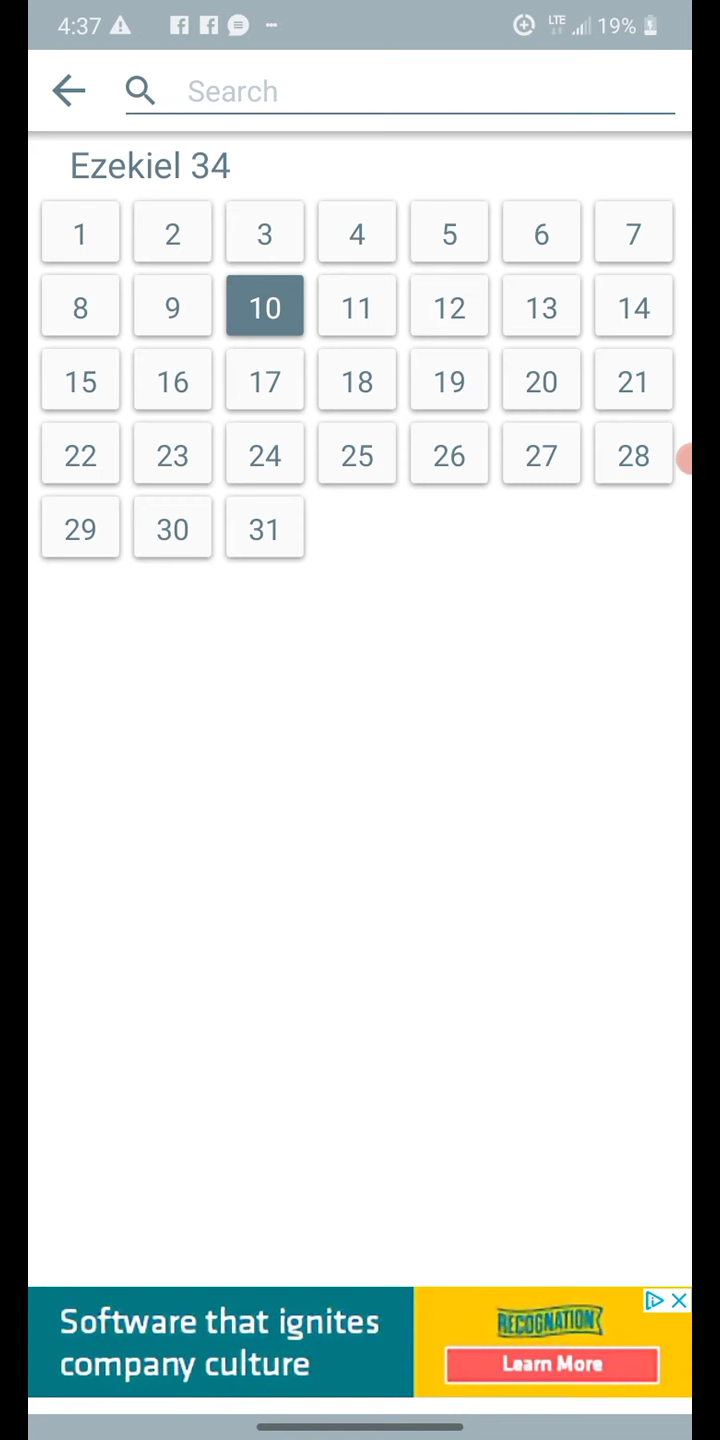 4:37 LTE 19%
Search
Ezekiel 34
1 2 3 4 5 6 7
8 9 10 11 12 13 14
15 16 17 18 19 20 21
22 23 24 25 26 27 28
29 30 31
Software that ignites
company culture
RECOGNATION
Learn More